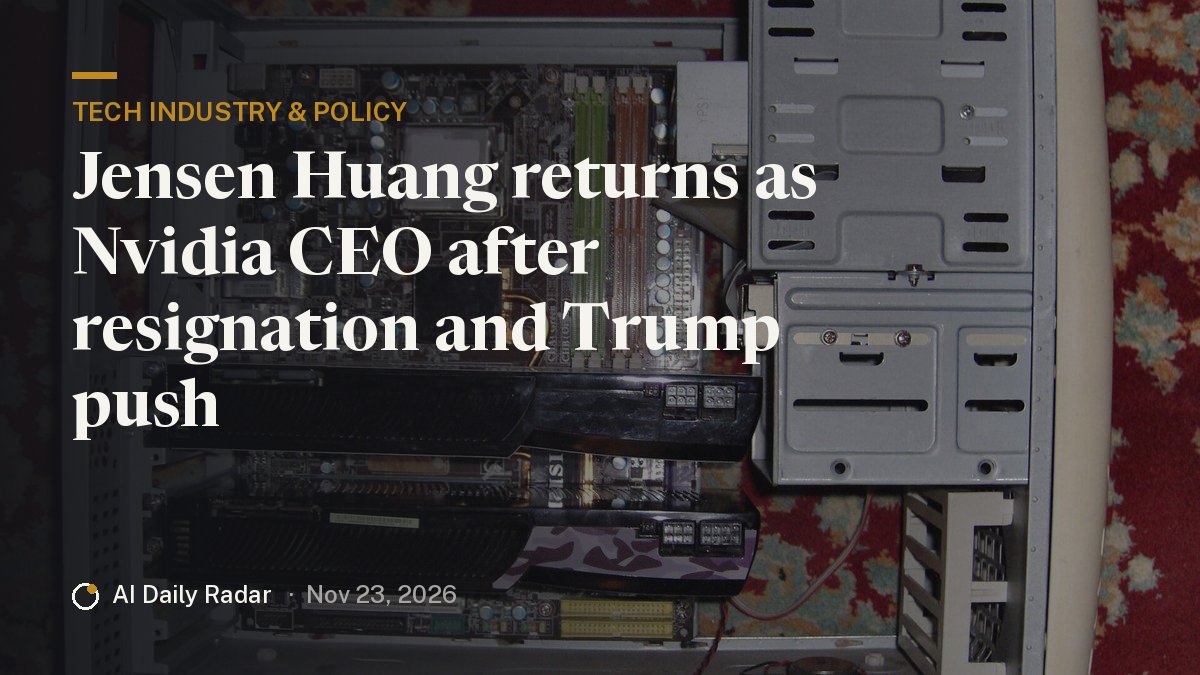 TECH INDUSTRY & POLICY
Jensen Huang returns as
Nvidia CEO after
resignation and Trump
push
AI Daily Radar · Nov 23, 2026